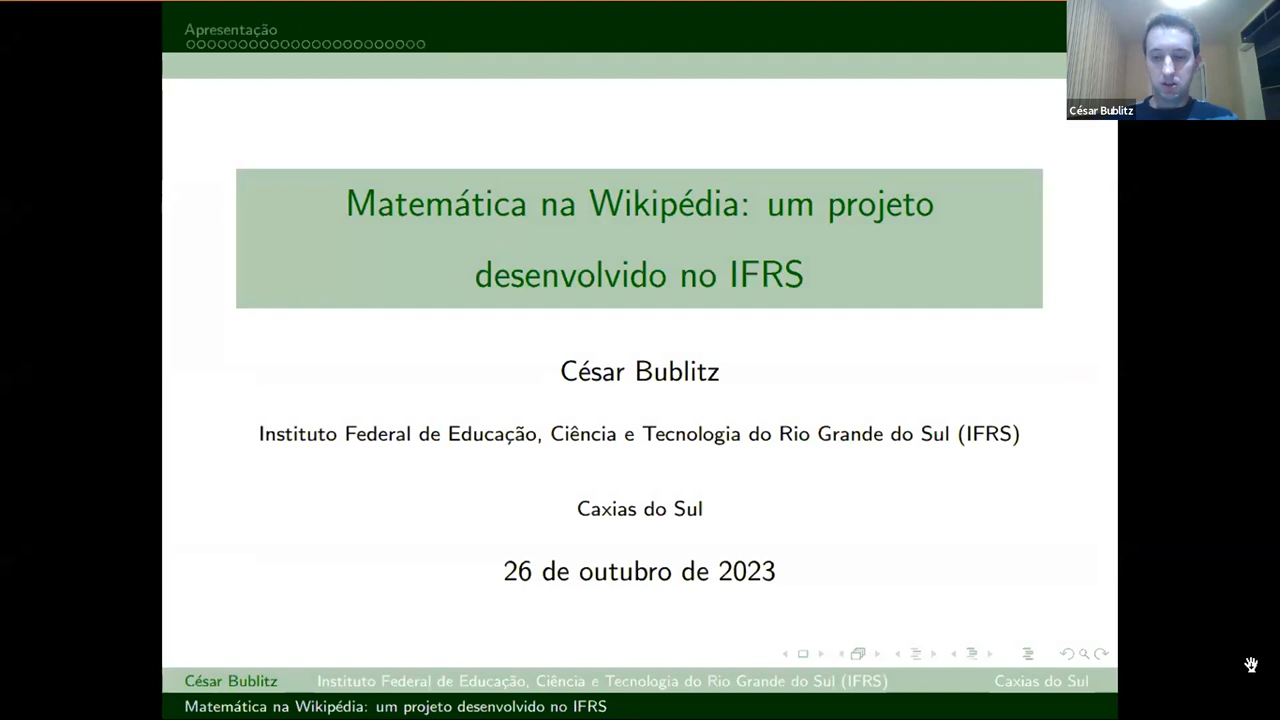 Apresentação
César Bublitz
Matemática na Wikipédia: um projeto
desenvolvido no IFRS
César Bublitz
Instituto Federal de Educação, Ciência e Tecnologia do Rio Grande do Sul (IFRS)
Caxias do Sul
26 de outubro de 2023
César Bublitz Instituto Federal de Educação, Ciência e Tecnologia do Rio Grande do Sul (IFRS) Caxias do Sul
Matemática na Wikipédia: um projeto desenvolvido no IFRS